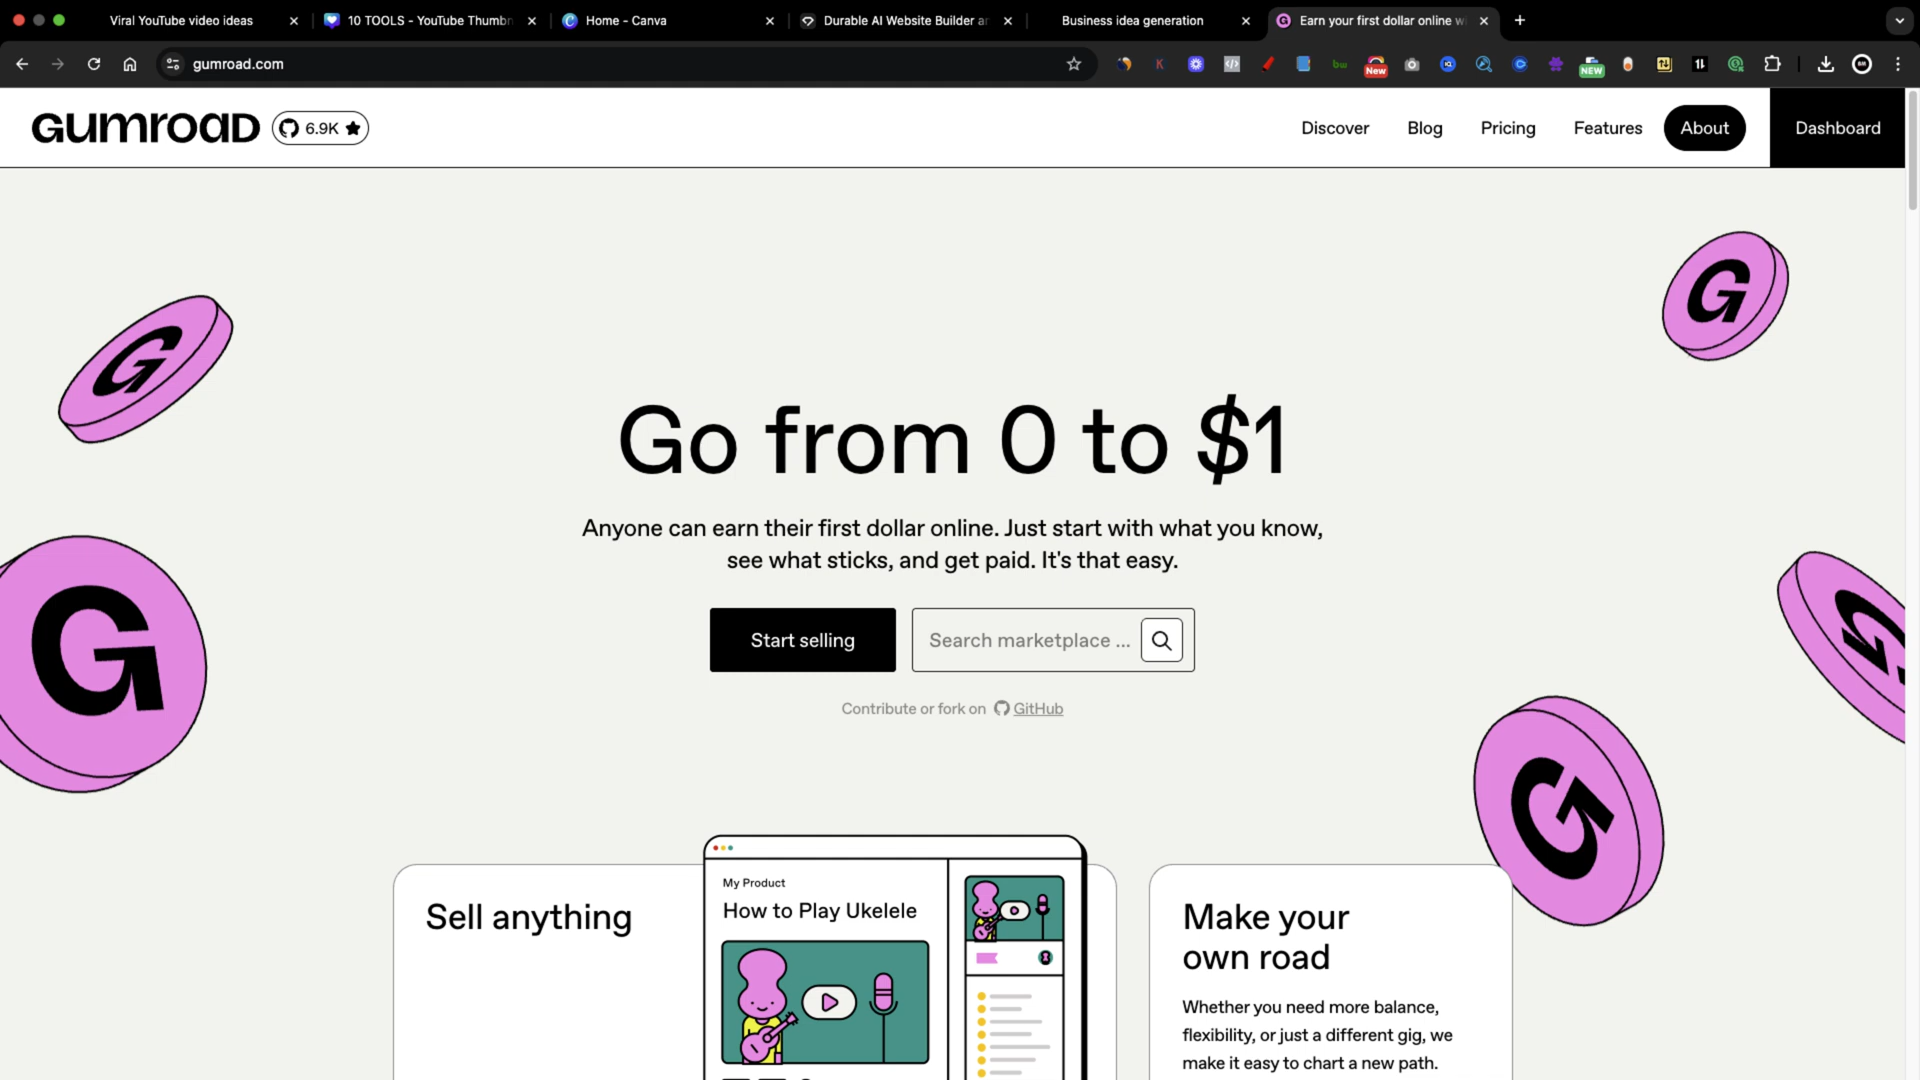 Viral YouTube video ideas
10 TOOLS - YouTube Thumbn
Home - Canva
Durable AI Website Builder ar
Business idea generation
Earn your first dollar online w
gumroad.com
New
NEW
GUMROAD
6.9K
Discover
Blog
Pricing
Features
About
Dashboard
G
G
G
G
G
Go from 0 to $1
Anyone can earn their first dollar online. Just start with what you know,
see what sticks, and get paid. It's that easy.
Start selling
Search marketplace ...
Contribute or fork on GitHub
Sell anything
My Product
How to Play Ukelele
Make your
own road
Whether you need more balance,
flexibility, or just a different gig, we
make it easy to chart a new path.